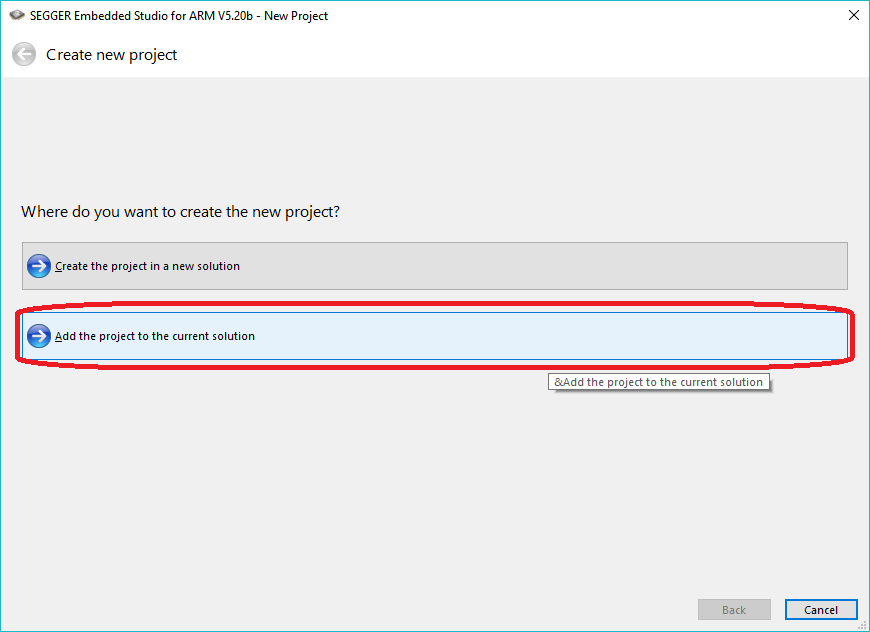 SEGGER Embedded Studio for ARM V5.20b - New Project
Create new project
Where do you want to create the new project?
Create the project in a new solution
Add the project to the current solution
&Add the project to the current solution
Back
Cancel